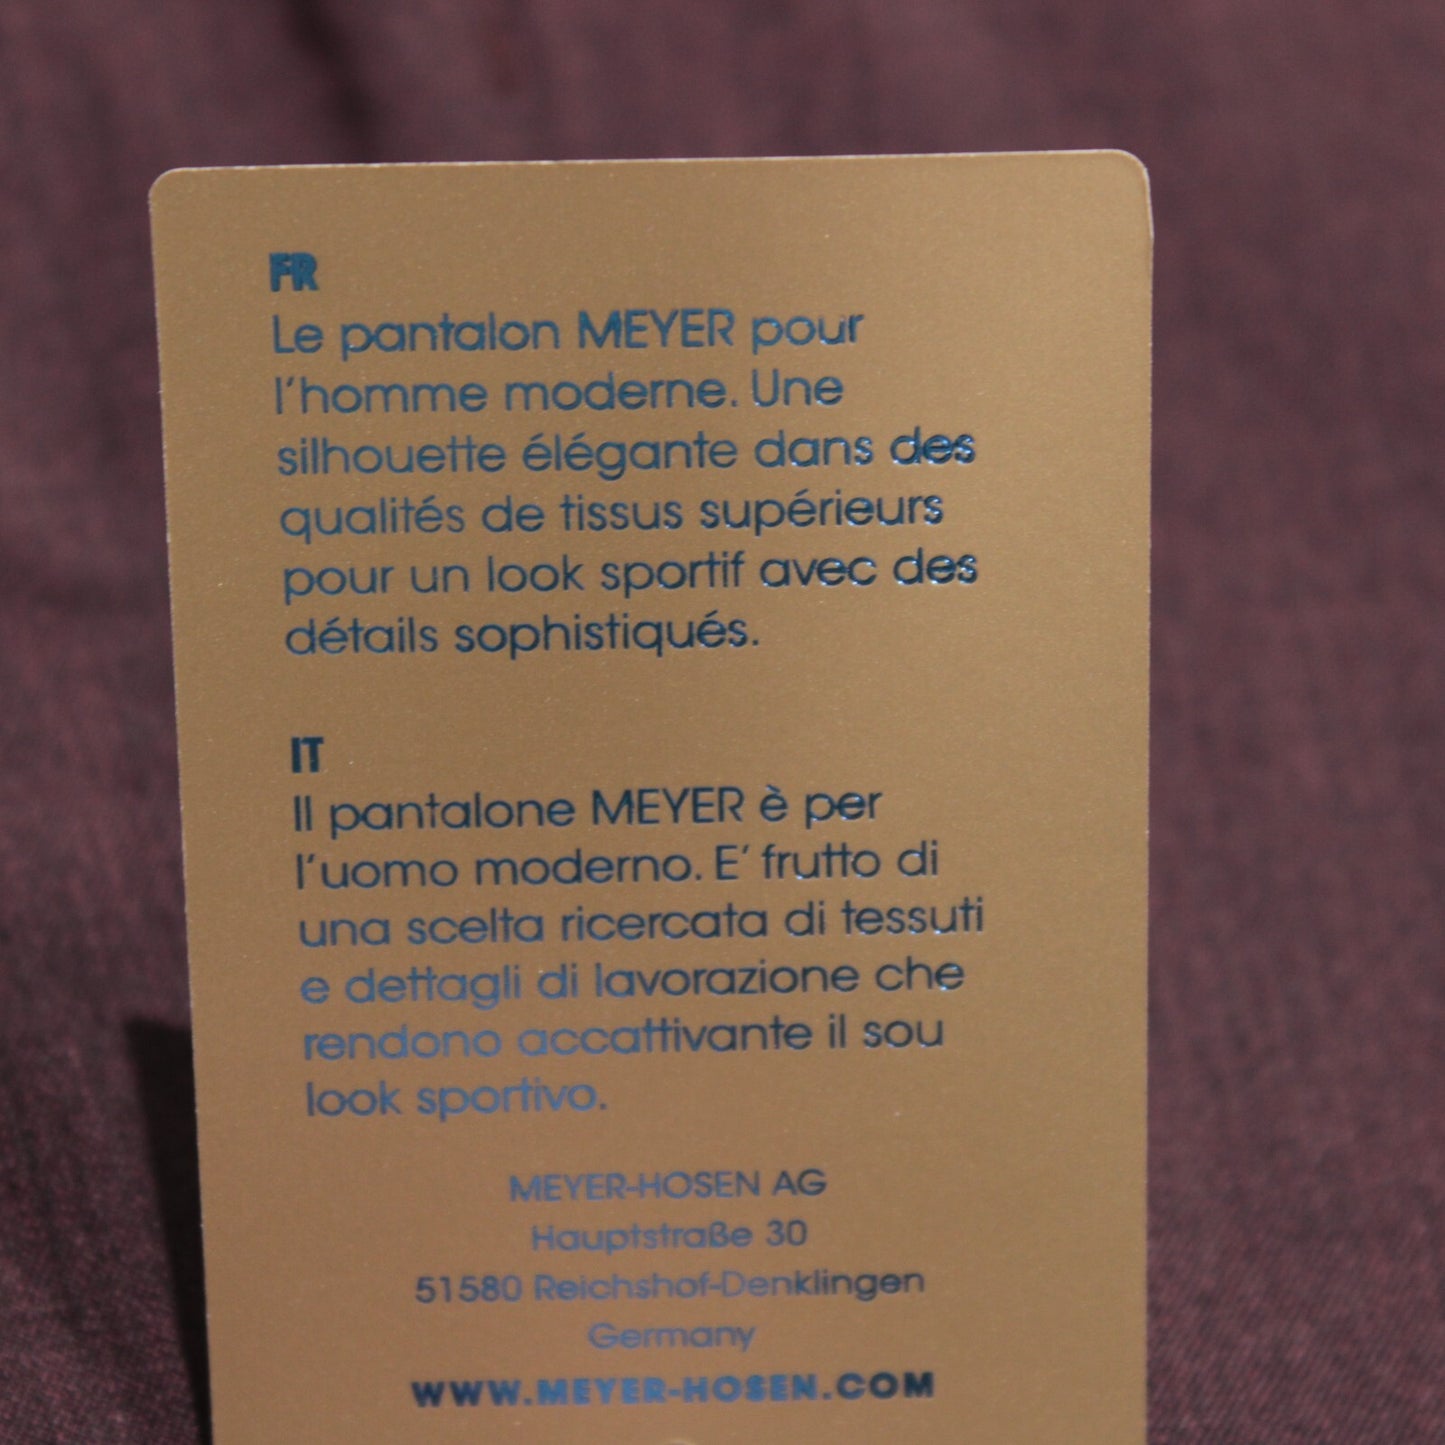 FR
Le pantalon MEYER pour
l'homme moderne. Une
silhouette élégante dans des
qualités de tissus supérieurs
pour un look sportif avec des
détails sophistiqués.
IT
Il pantalone MEYER è per
l'uomo moderno. E' frutto di
una scelta ricercata di tessuti
e dettagli di lavorazione che
rendono accattivante il sou
look sportivo.
MEYER-HOSEN AG
Hauptstraße 30
51580 Reichshof-Denklingen
Germany
WWW.MEYER-HOSEN.COM